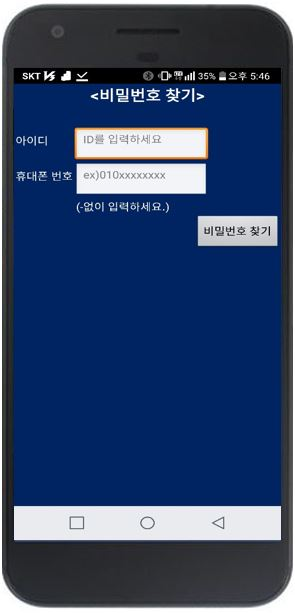 SKT 35% 오후 5:46
<비밀번호 찾기>
아이디 ID를 입력하세요
휴대폰 번호 ex)010xxxxxxxx
(-없이 입력하세요.)
비밀번호 찾기